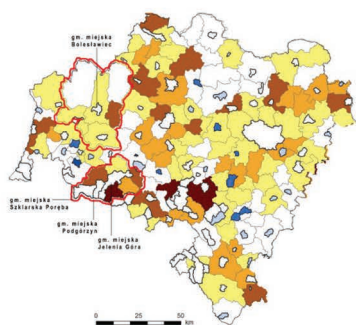 gm. miejska
Bolesławiec
gm. miejska
Szklarska Poręba
gm. miejska
Podgórzyn
gm. miejska
Jelenia Góra
0 25 50
km